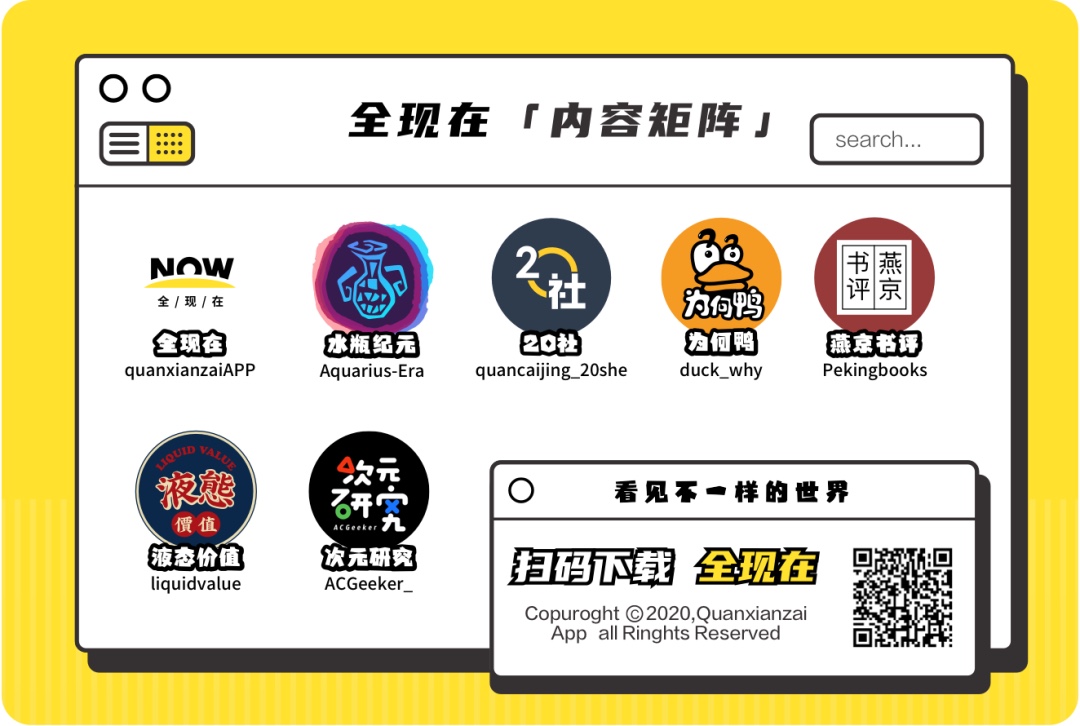 全现在「内容矩阵」
search...
NOW
全/现/在
全现在
quanxianzaiAPP
水瓶纪元
Aquarius-Era
20社
20社
quancaijing_20she
为何鸭
为何鸭
duck_why
书评
燕京
燕京书评
Pekingbooks
LIQUID VALUE
液態
價值
液态价值
liquidvalue
次元
研究
ACGeeker
次元研究
ACGeeker_
看见不一样的世界
扫码下载 全现在
Copuroght ©2020,Quanxianzai
App all Ringhts Reserved